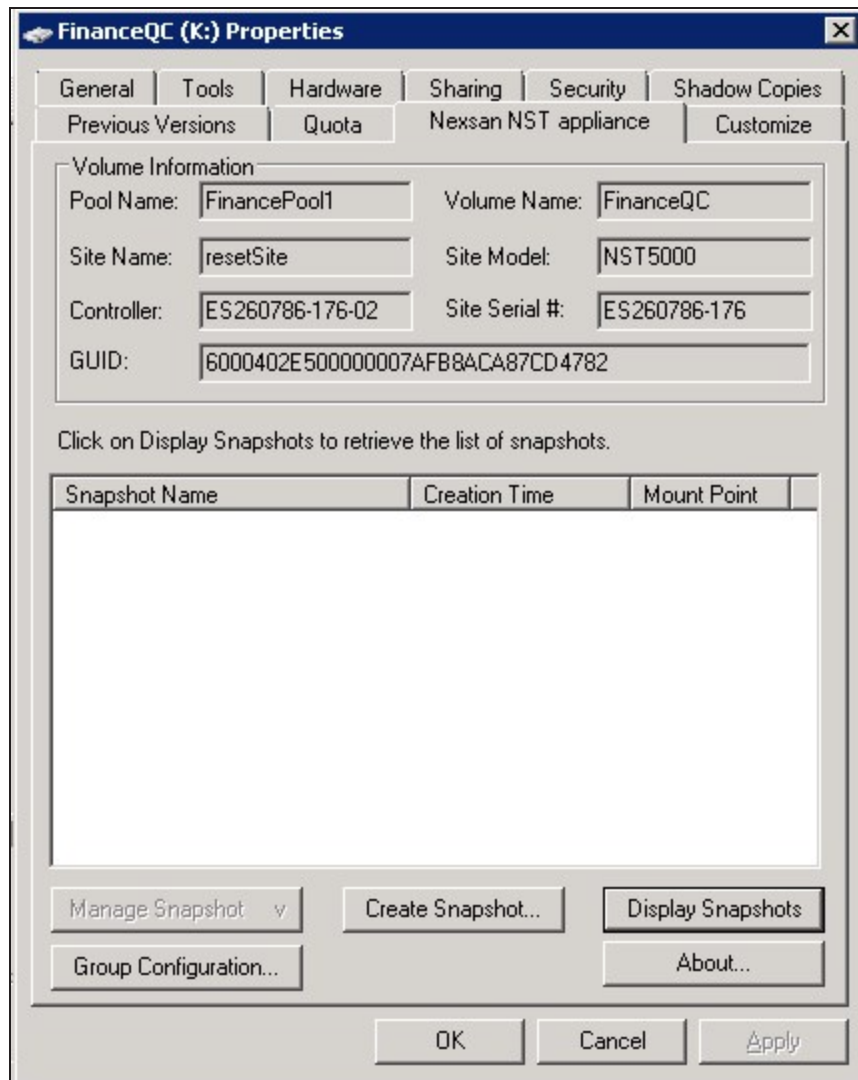 FinanceQC (K:) Properties
General Tools Hardware Sharing Security Shadow Copies
Previous Versions Quota Nexsan NST appliance Customize
Volume Information
Pool Name: FinancePool1 Volume Name: FinanceQC
Site Name: resetSite Site Model: NST5000
Controller: ES260786-176-02 Site Serial #: ES260786-176
GUID: 6000402E500000007AFB8ACA87CD4782
Click on Display Snapshots to retrieve the list of snapshots.
Snapshot Name Creation Time Mount Point
Manage Snapshot v Create Snapshot... Display Snapshots
Group Configuration... About...
OK Cancel Apply